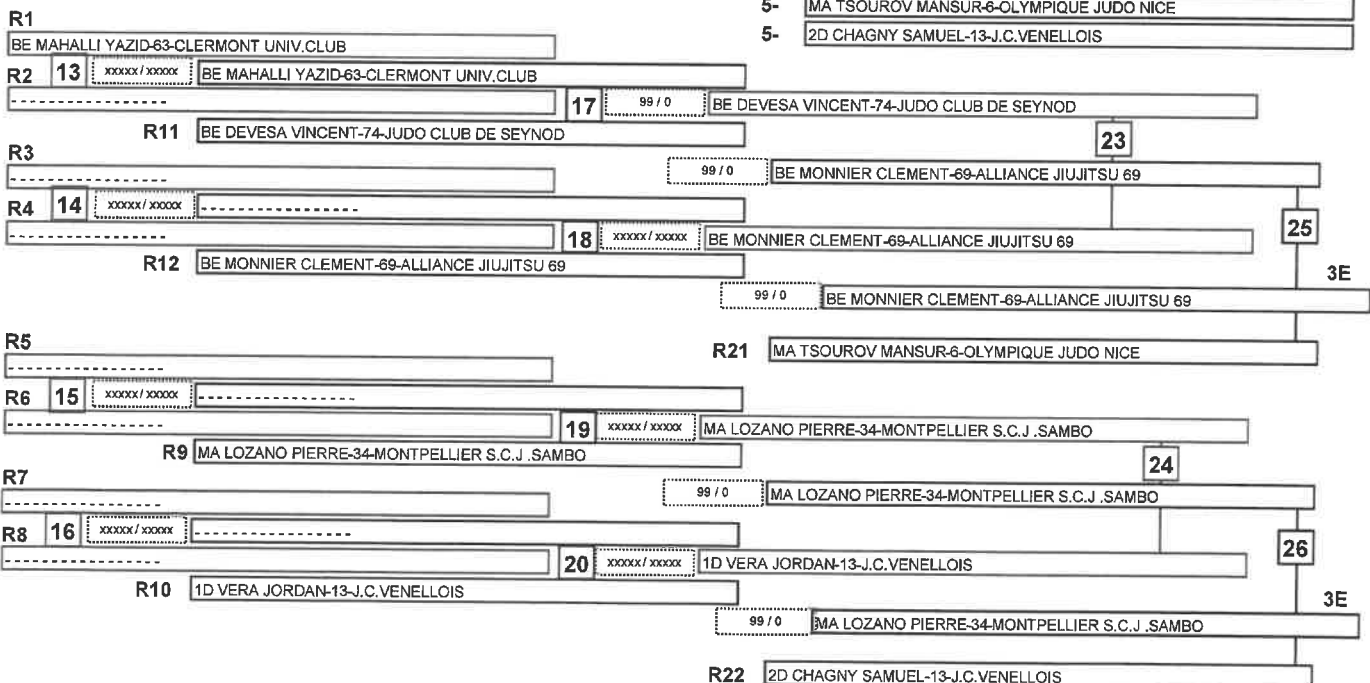 5- MA TSOUROV MANSUR-6-OLYMPIQUE JUDO NICE
R1
5- 2D CHAGNY SAMUEL-13-J.C.VENELLOIS
BE MAHALLI YAZID-63-CLERMONT UNIV.CLUB
R2 13 xxxxx/xxxxx BE MAHALLI YAZID-63-CLERMONT UNIV.CLUB
---------------- 17 99/0 BE DEVESA VINCENT-74-JUDO CLUB DE SEYNOD
R11 BE DEVESA VINCENT-74-JUDO CLUB DE SEYNOD
23
R3
---------------- 99/0 BE MONNIER CLEMENT-69-ALLIANCE JIUJITSU 69
R4 14 xxxxx/xxxxx ----------------
---------------- 18 xxxxx/xxxxx BE MONNIER CLEMENT-69-ALLIANCE JIUJITSU 69
25
R12 BE MONNIER CLEMENT-69-ALLIANCE JIUJITSU 69
3E
99/0 BE MONNIER CLEMENT-69-ALLIANCE JIUJITSU 69
R5
R21 MA TSOUROV MANSUR-6-OLYMPIQUE JUDO NICE
----------------
R6 15 xxxxx/xxxxx ----------------
---------------- 19 xxxxx/xxxxx MA LOZANO PIERRE-34-MONTPELLIER S.C.J .SAMBO
R9 MA LOZANO PIERRE-34-MONTPELLIER S.C.J .SAMBO
24
R7
---------------- 99/0 MA LOZANO PIERRE-34-MONTPELLIER S.C.J .SAMBO
R8 16 xxxxx/xxxxx ----------------
26
---------------- 20 xxxxx/xxxxx 1D VERA JORDAN-13-J.C.VENELLOIS
R10 1D VERA JORDAN-13-J.C.VENELLOIS
3E
99/0 MA LOZANO PIERRE-34-MONTPELLIER S.C.J .SAMBO
R22 2D CHAGNY SAMUEL-13-J.C.VENELLOIS